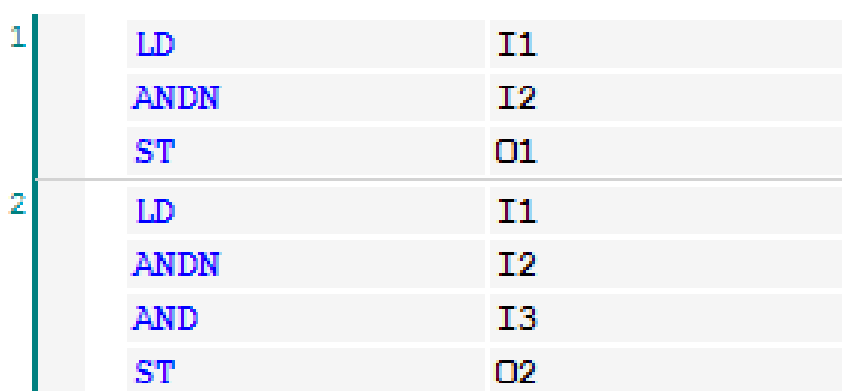 1 LD I1
ANDN I2
ST O1
2 LD I1
ANDN I2
AND I3
ST O2